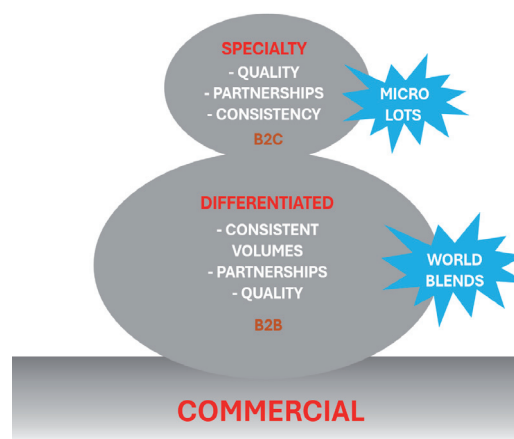 SPECIALTY
- QUALITY
- PARTNERSHIPS
- CONSISTENCY
B2C
MICRO
LOTS
DIFFERENTIATED
- CONSISTENT
VOLUMES
- PARTNERSHIPS
- QUALITY
B2B
WORLD
BLENDS
COMMERCIAL